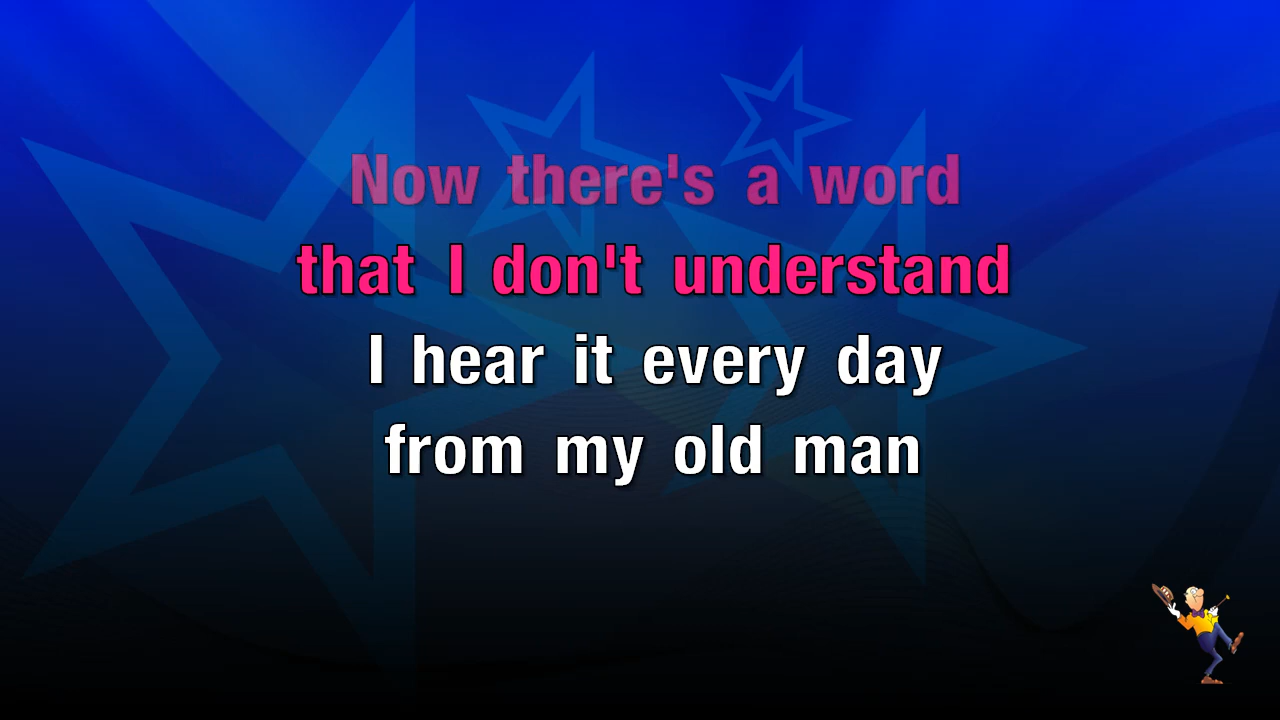 Now there's a word
that I don't understand
I hear it every day
from my old man